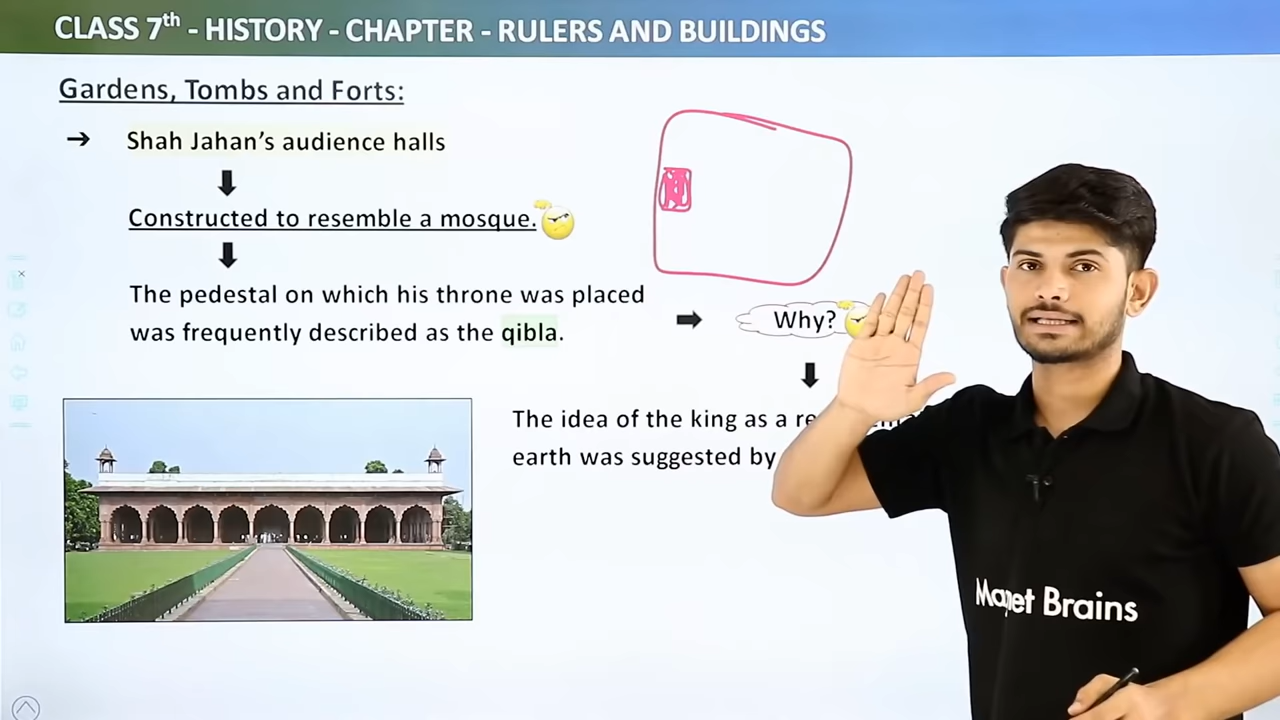 CLASS 7th - HISTORY - CHAPTER - RULERS AND BUILDINGS
Gardens, Tombs and Forts:
→ Shah Jahan's audience halls
Constructed to resemble a mosque.
The pedestal on which his throne was placed
was frequently described as the qibla.
Why?
The idea of the king as a
earth was suggested by
Magnet Brains